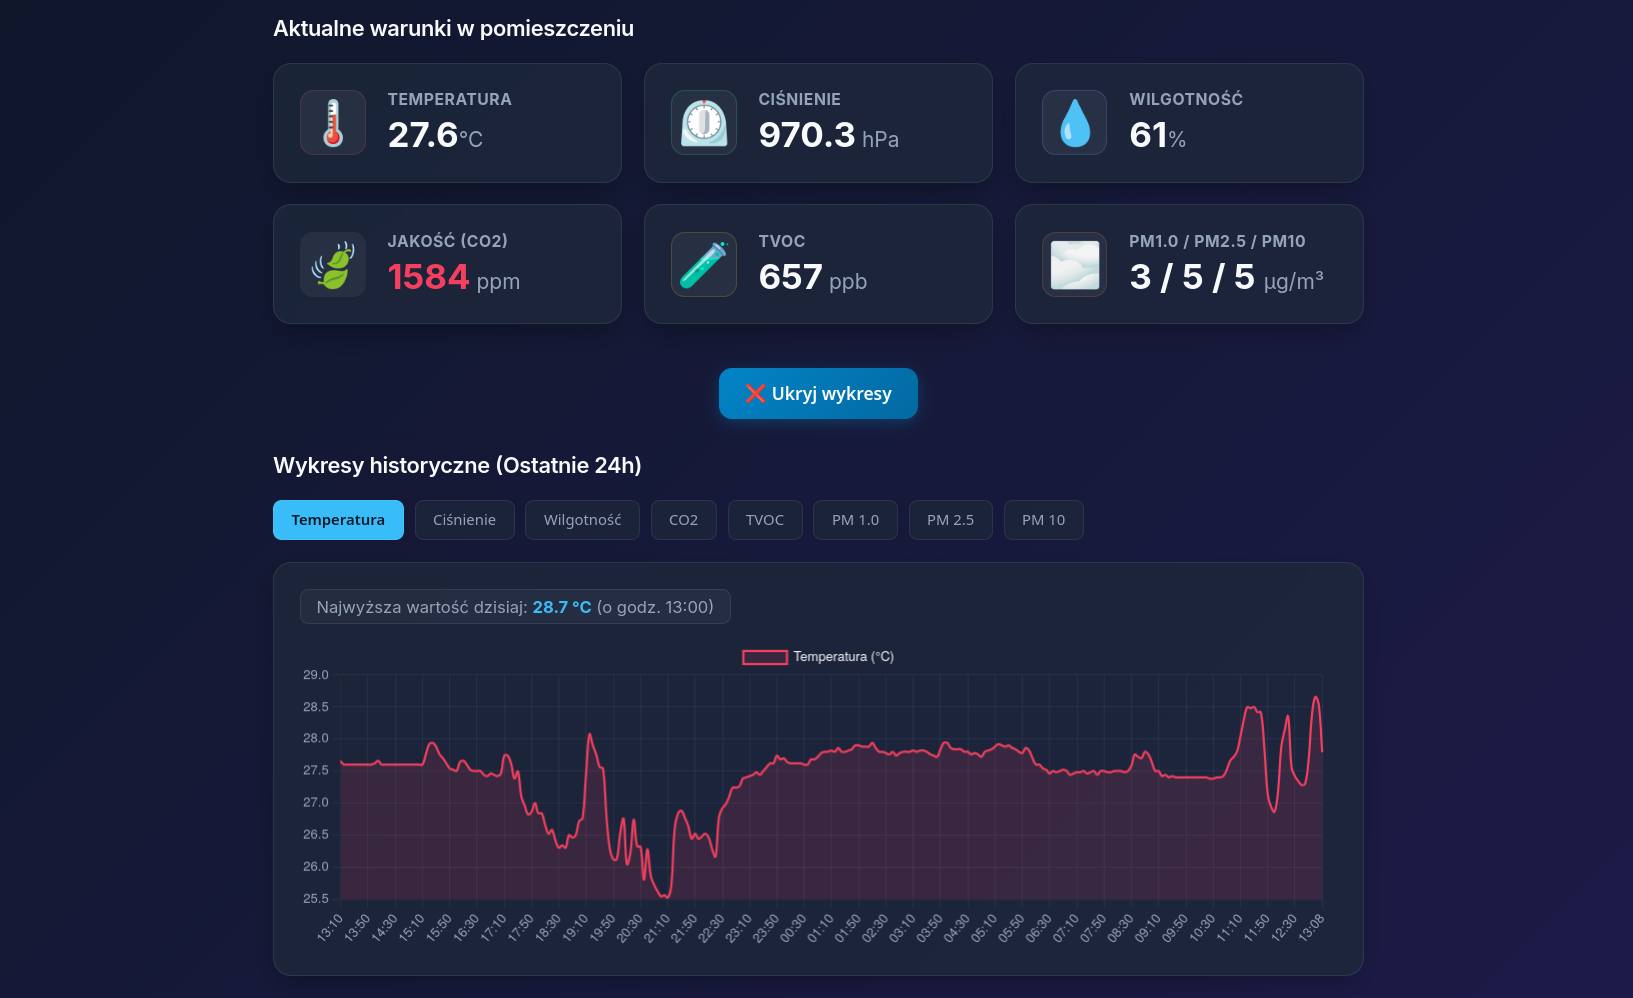 Aktualne warunki w pomieszczeniu
TEMPERATURA
27.6°C
CIŚNIENIE
970.3 hPa
WILGOTNOŚĆ
61%
JAKOŚĆ (CO2)
1584 ppm
TVOC
657 ppb
PM1.0 / PM2.5 / PM10
3 / 5 / 5 µg/m³
❌ Ukryj wykresy
Wykresy historyczne (Ostatnie 24h)
Temperatura
Ciśnienie
Wilgotność
CO2
TVOC
PM 1.0
PM 2.5
PM 10
Najwyższa wartość dzisiaj: 28.7 °C (o godz. 13:00)
Temperatura (°C)
29.0
28.5
28.0
27.5
27.0
26.5
26.0
25.5
13:10
13:50
14:30
15:10
15:50
16:30
17:10
17:50
18:30
19:10
19:50
20:30
21:10
21:50
22:30
23:10
23:50
00:30
01:10
01:50
02:30
03:10
03:50
04:30
05:10
05:50
06:30
07:10
07:50
08:30
09:10
09:50
10:30
11:10
11:50
12:30
13:08